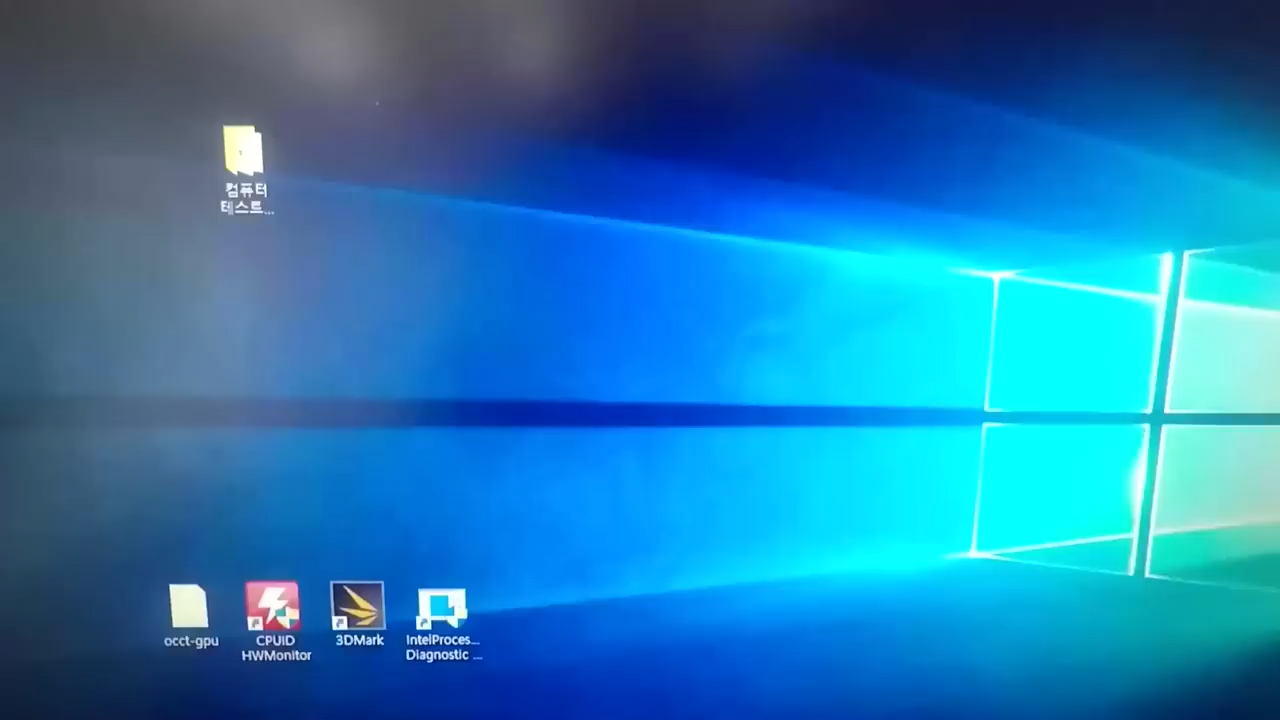 컴퓨터
테스트...
occt-gpu
CPUID
HWMonitor
3DMark
IntelProces...
Diagnostic ...